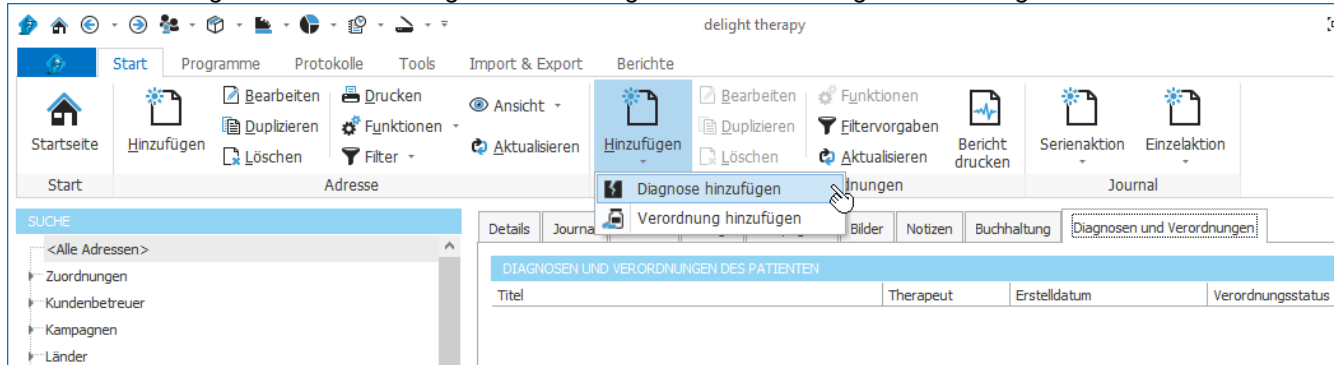 delight therapy
Start Programme Protokolle Tools Import & Export Berichte
Startseite
Hinzufügen
Bearbeiten
Duplizieren
Löschen
Drucken
Funktionen
Filter
Ansicht
Aktualisieren
Hinzufügen
Bearbeiten
Duplizieren
Löschen
Funktionen
Filtervorgaben
Aktualisieren
Bericht
drucken
Serienaktion
Einzelaktion
Start
Adresse
Journal
Diagnose hinzufügen
Verordnung hinzufügen
SUCHE
<Alle Adressen>
Zuordnungen
Kundenbetreuer
Kampagnen
Länder
Details
Bilder Notizen Buchhaltung Diagnosen und Verordnungen
DIAGNOSEN UND VERORDNUNGEN DES PATIENTEN
Titel Therapeut Erstelldatum Verordnungsstatus